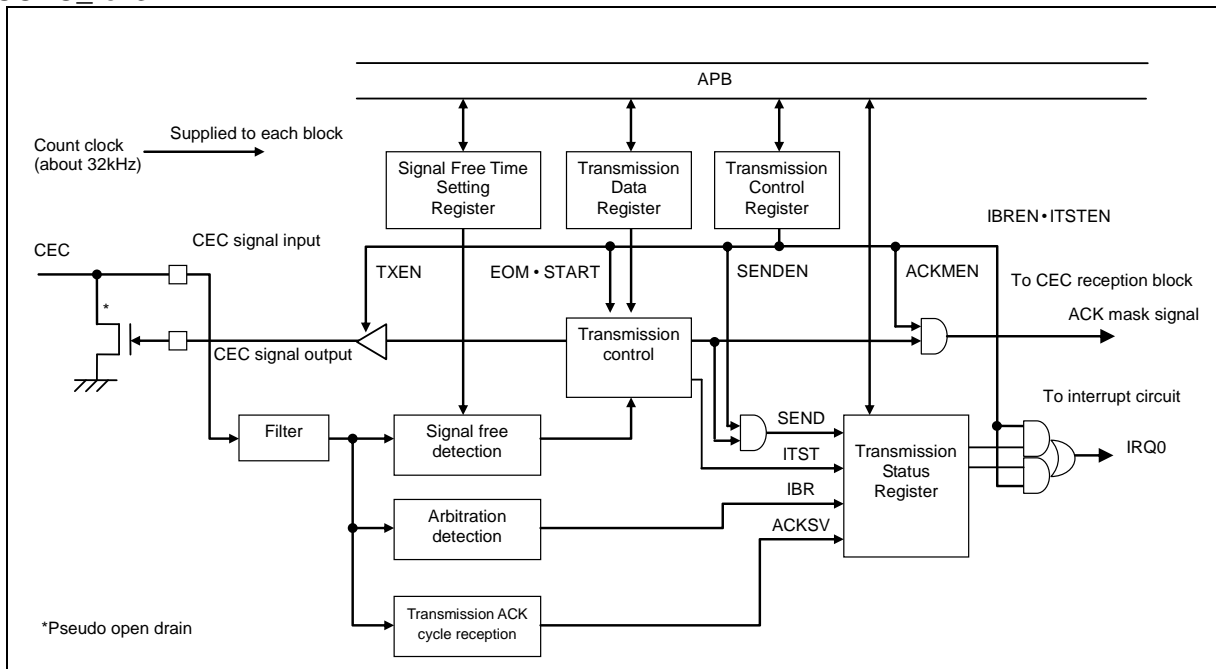 APB
Count clock
(about 32kHz)
Supplied to each block
Signal Free Time
Setting
Register
Transmission
Data
Register
Transmission
Control
Register
IBREN・ITSTEN
CEC signal input
CEC
TXEN
EOM・START
SENDEN
ACKMEN
To CEC reception block
ACK mask signal
*
CEC signal output
Transmission
control
To interrupt circuit
Filter
Signal free
detection
SEND
ITST
Transmission
Status
Register
IRQ0
IBR
Arbitration
detection
ACKSV
Transmission ACK
cycle reception
*Pseudo open drain